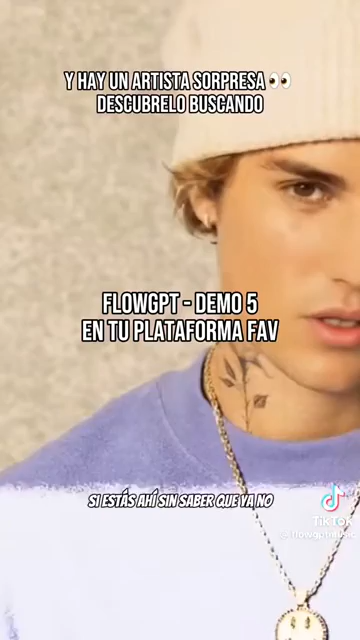 Y HAY UN ARTISTA SORPRESA 👀
DESCUBRELO BUSCANDO
FLOWGPT - DEMO 5
EN TU PLATAFORMA FAV
SI ESTÁS AHÍ SIN SABER QUE YA NO
TikTok